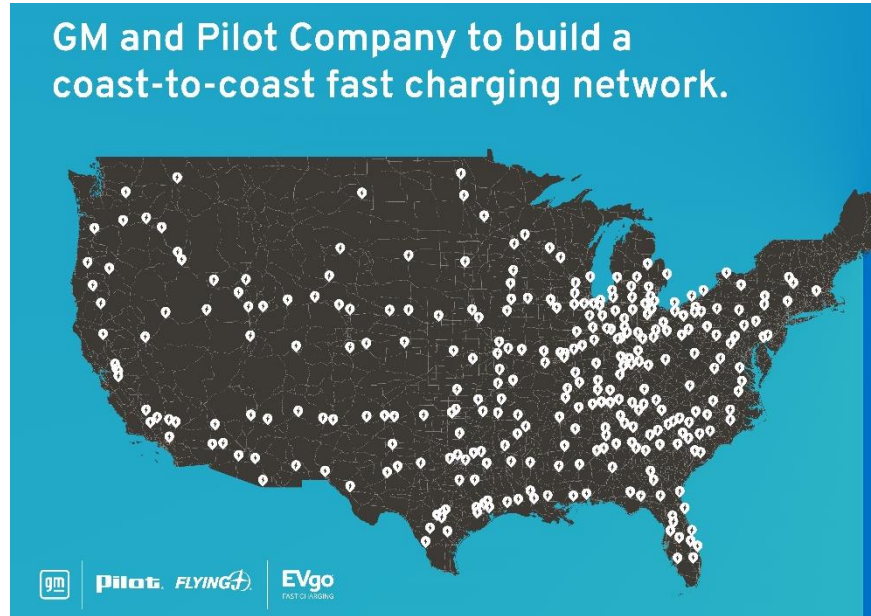 GM and Pilot Company to build a
coast-to-coast fast charging network.
gm
Pilot.
FLYING J.
EVgo
FAST CHARGING